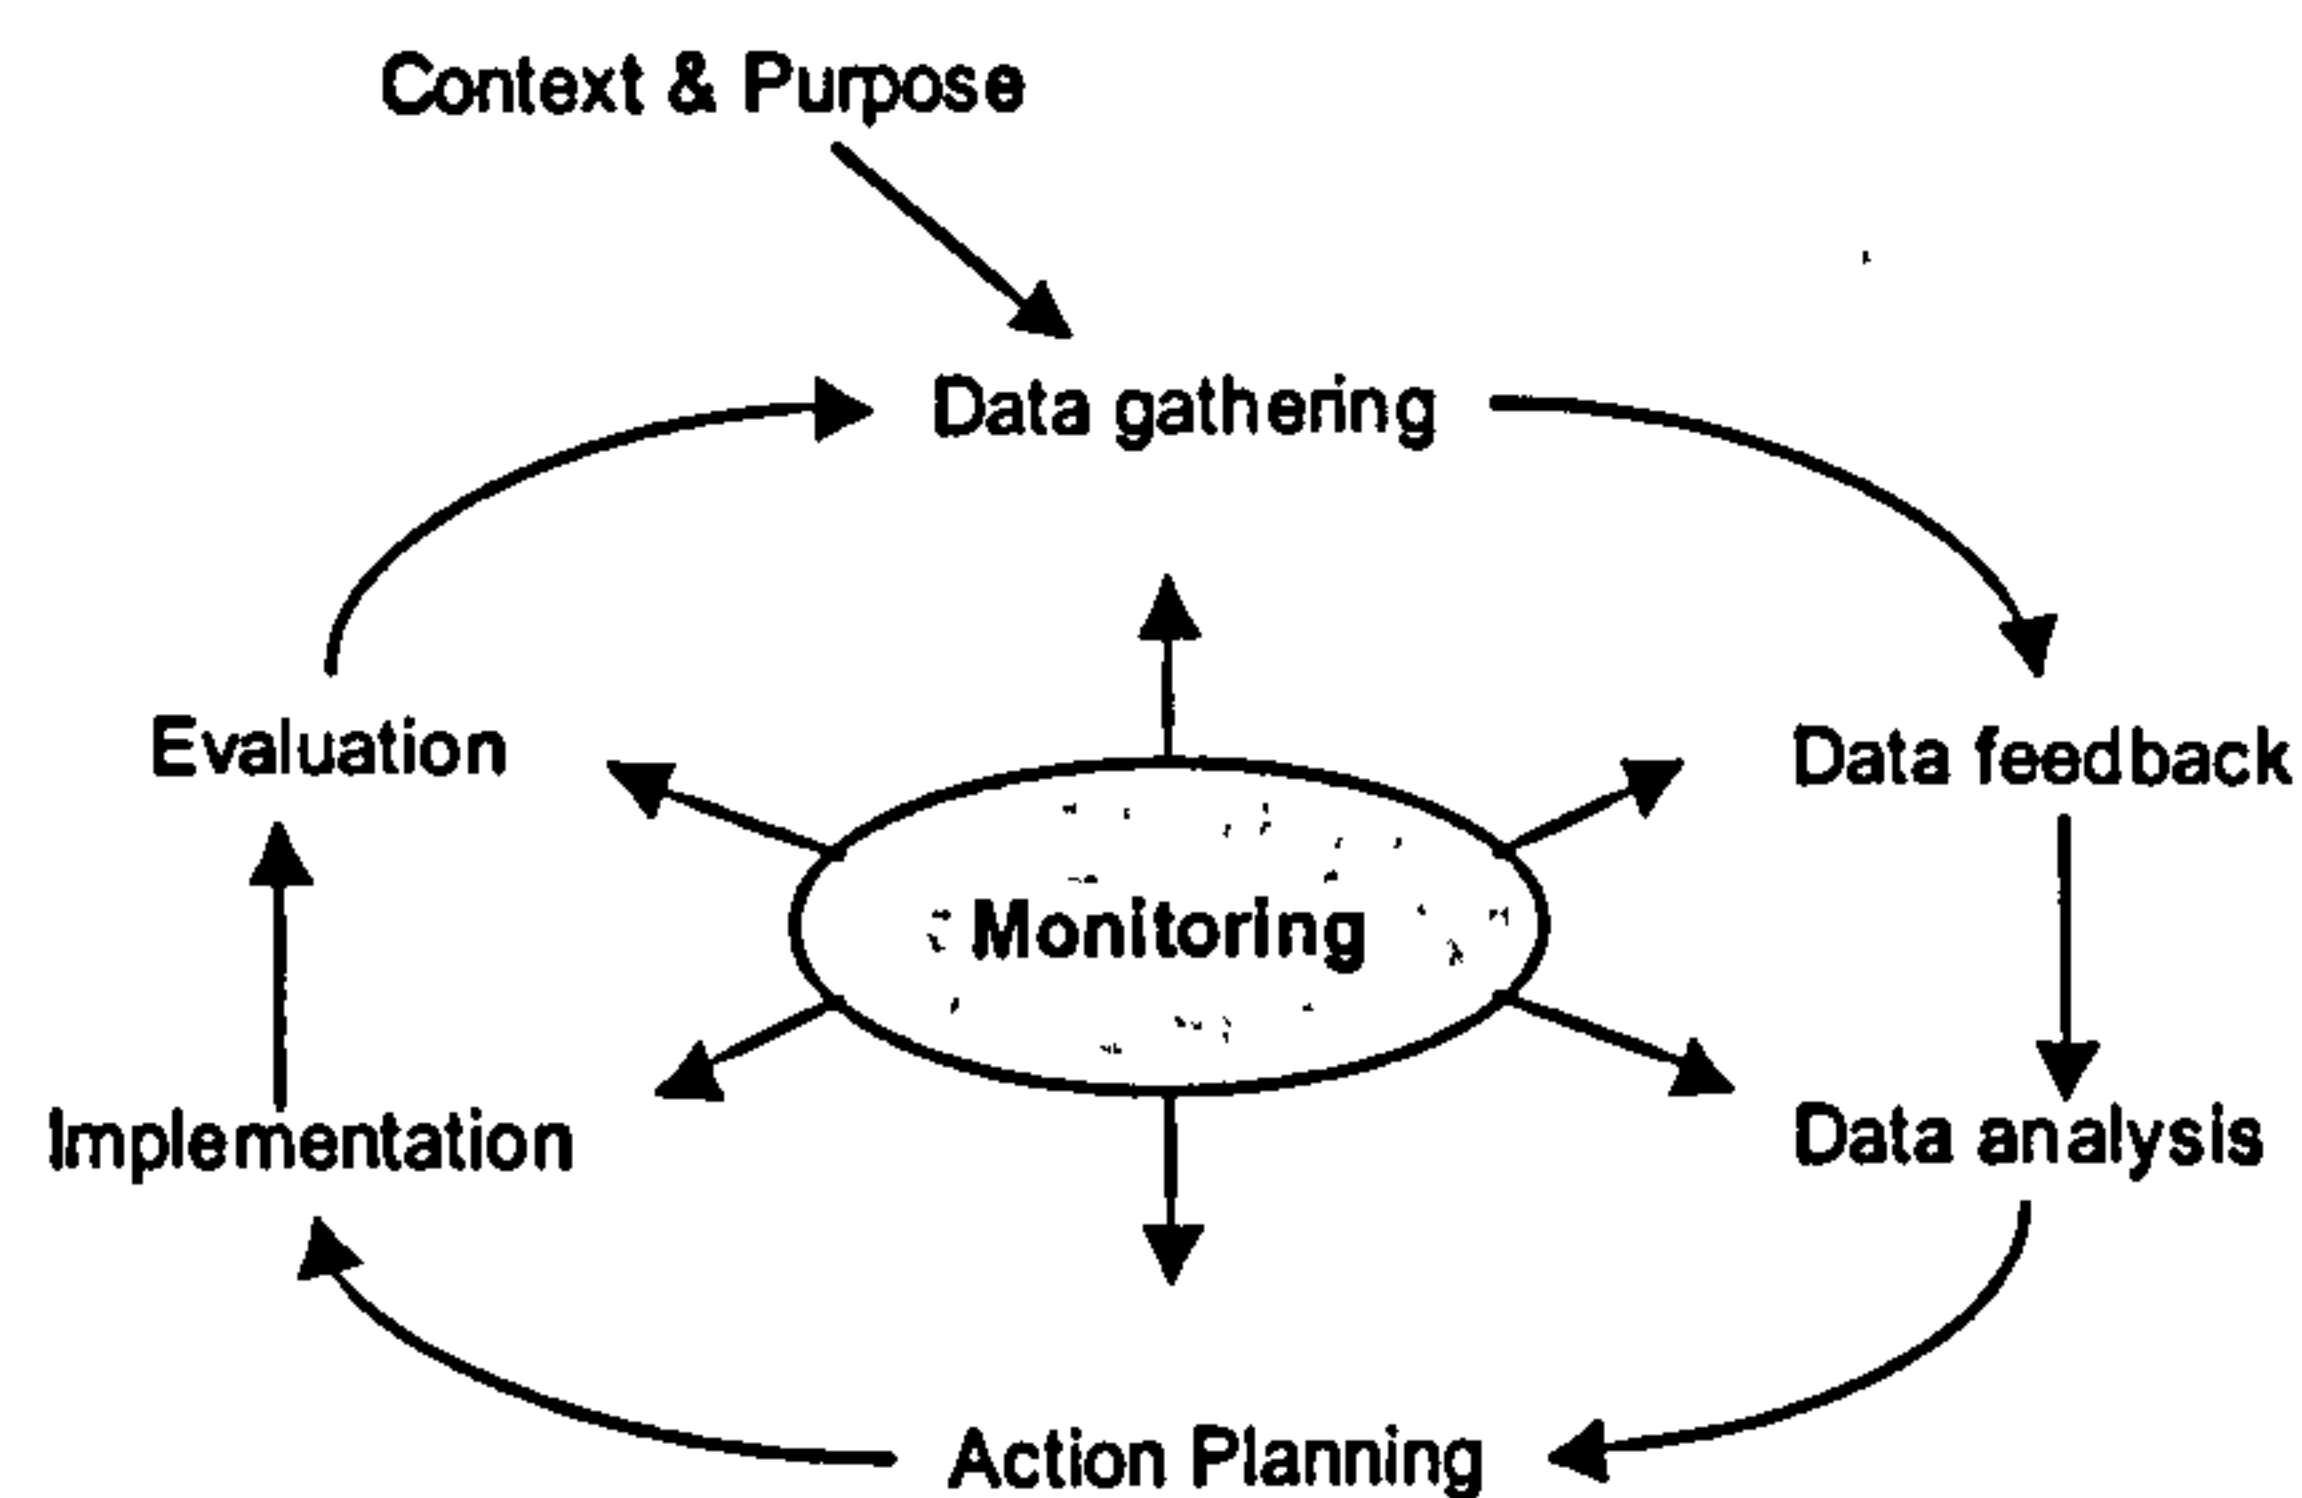 Context & Purpose
Data gathering
Evaluation
Data feedback
Monitoring
Implementation
Data analysis
Action Planning